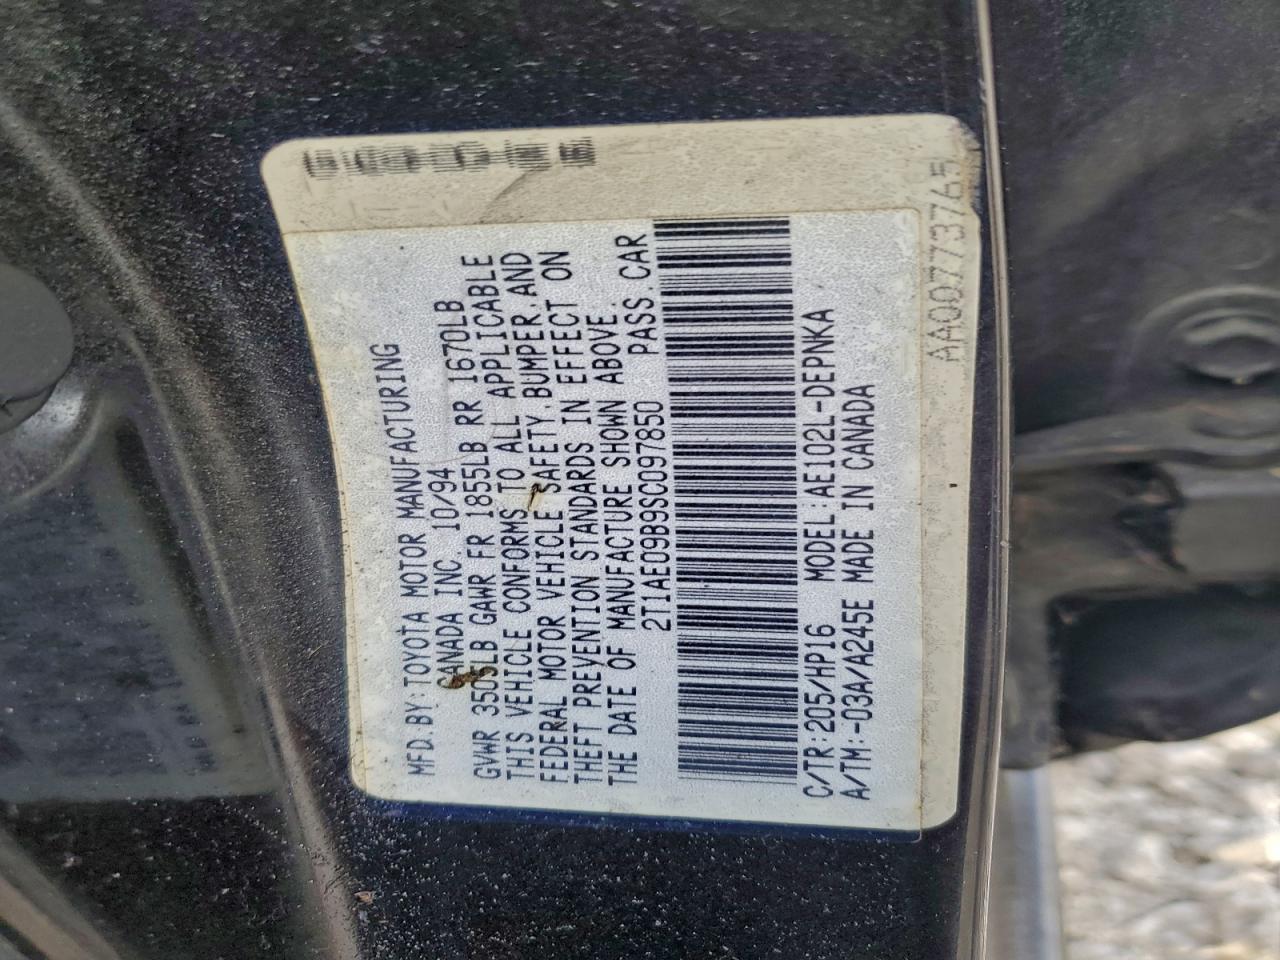 MFD.BY:TOYOTA MOTOR MANUFACTURING
CANADA INC. 10/94
GVWR 3505LB GAWR FR 1855LB RR 1670LB
THIS VEHICLE CONFORMS TO ALL APPLICABLE
FEDERAL MOTOR VEHICLE SAFETY,BUMPER,AND
THEFT PREVENTION STANDARDS IN EFFECT ON
THE DATE OF MANUFACTURE SHOWN ABOVE.
2T1AE09B9SC097850 PASS.CAR
C/TR:205/HP16 MODEL:AE102L-DEPNKA
A/TM:-03A/A245E MADE IN CANADA
AA00773765